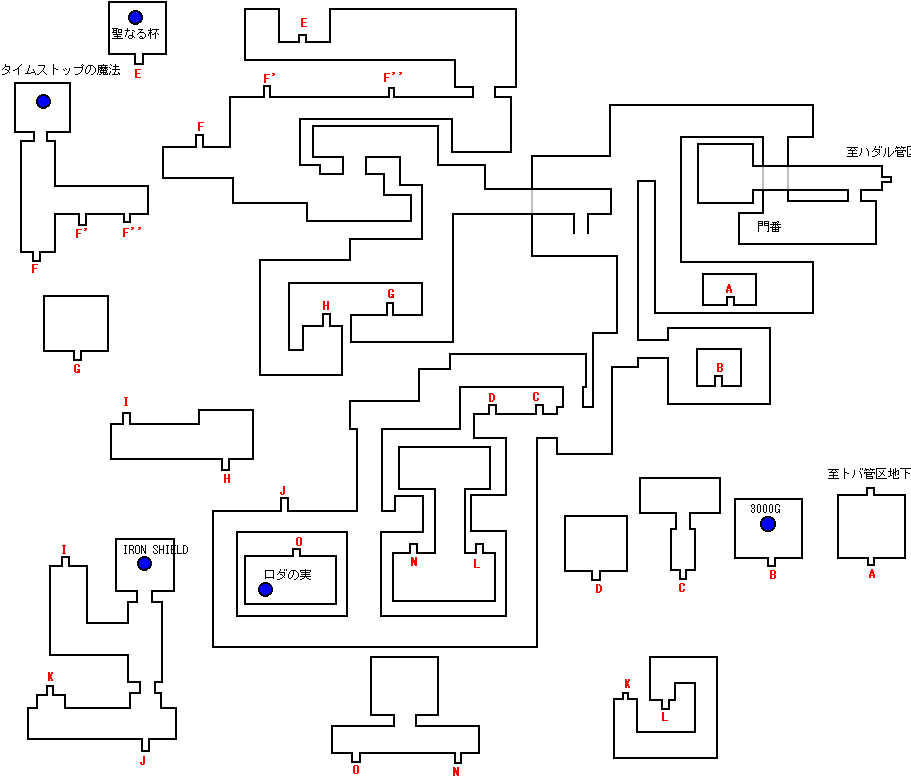 E
聖なる杯
E
タイムストップの魔法
F'
F''
F
至ハダル管区
門番
F'
F''
F
A
G
H
G
B
I
D
C
H
至トバ管区地下
J
3000G
I
IRON SHIELD
O
N
L
ロダの実
D
C
B
A
K
J
K
L
O
N